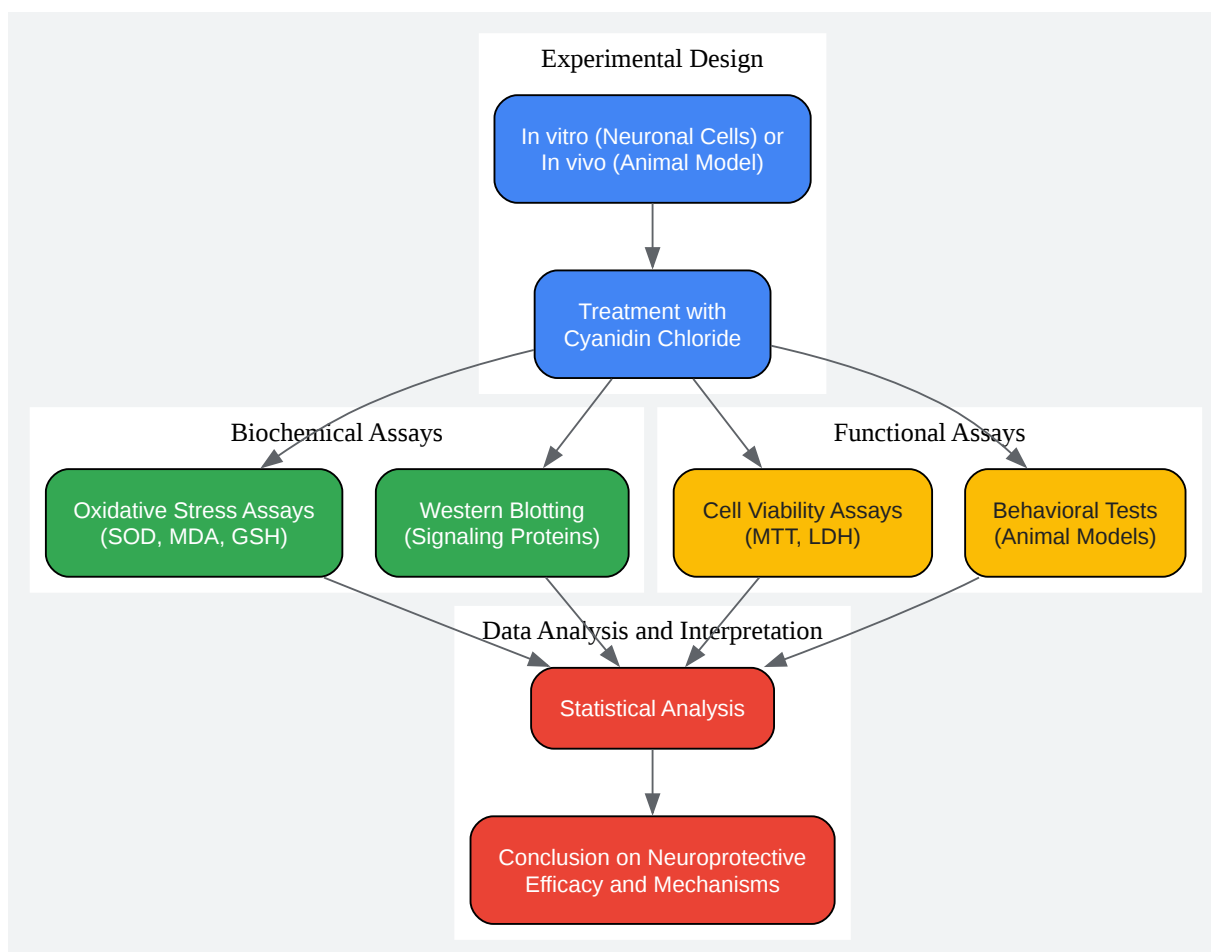 Experimental Design
In vitro (Neuronal Cells) or
In vivo (Animal Model)
Treatment with
Cyanidin Chloride
Biochemical Assays
Functional Assays
Oxidative Stress Assays
(SOD, MDA, GSH)
Western Blotting
(Signaling Proteins)
Cell Viability Assays
(MTT, LDH)
Behavioral Tests
(Animal Models)
Data Analysis and Interpretation
Statistical Analysis
Conclusion on Neuroprotective
Efficacy and Mechanisms